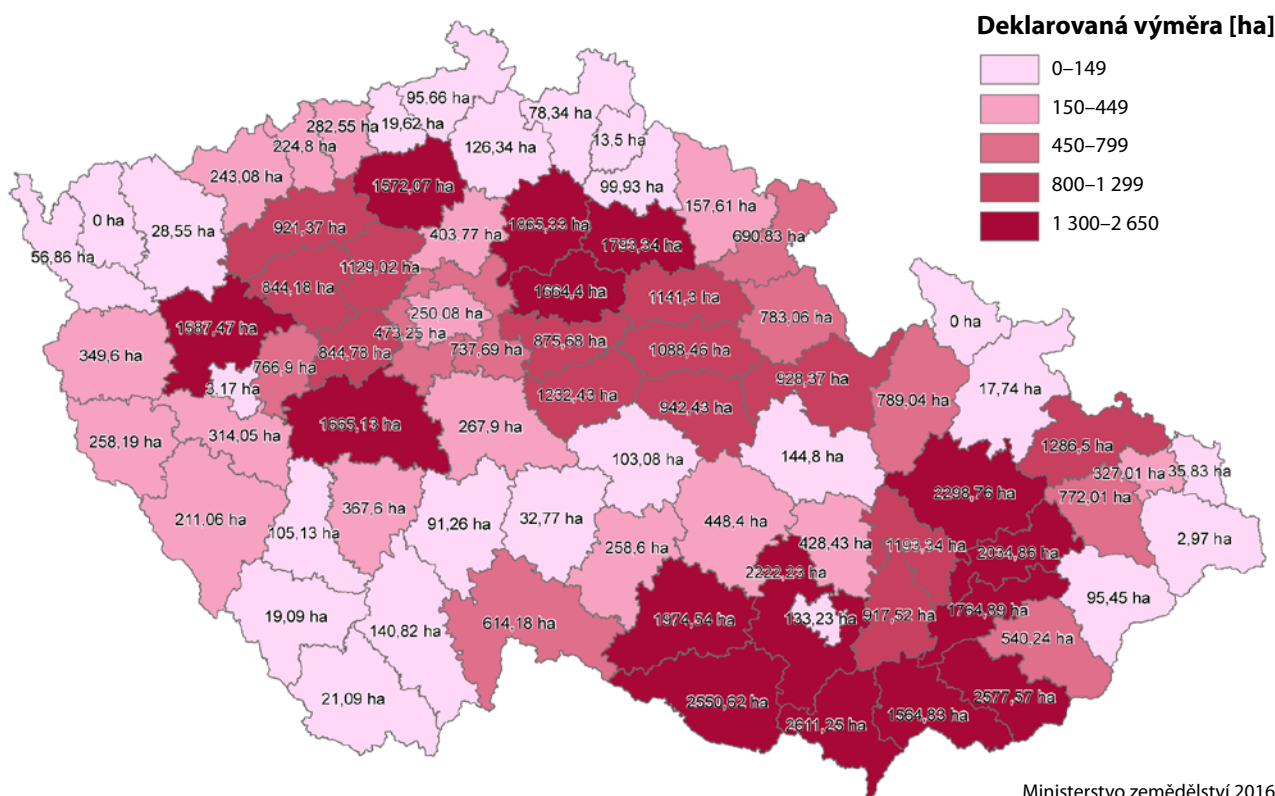 Deklarovaná výměra [ha]
0–149
150–449
450–799
800–1 299
1 300–2 650
95,66 ha
78,34 ha
282,55 ha
19,62 ha
224,8 ha
126,34 ha
13,5 ha
243,08 ha
1572,07 ha
99,93 ha
157,61 ha
0 ha
28,55 ha
921,37 ha
403,77 ha
1865,33 ha
1793,34 ha
690,83 ha
56,86 ha
1129,02 ha
844,18 ha
1664,4 ha
1141,3 ha
1587,47 ha
250,08 ha
783,06 ha
0 ha
473,25 ha
875,68 ha
349,6 ha
844,78 ha
737,69 ha
1088,46 ha
766,9 ha
3,17 ha
928,37 ha
17,74 ha
1232,43 ha
942,43 ha
789,04 ha
258,19 ha
314,05 ha
1665,13 ha
267,9 ha
103,08 ha
144,8 ha
1286,5 ha
327,01 ha
35,83 ha
2298,76 ha
772,01 ha
211,06 ha
105,13 ha
367,6 ha
91,26 ha
32,77 ha
448,4 ha
258,6 ha
428,43 ha
1193,34 ha
2034,86 ha
2,97 ha
2222,23 ha
95,45 ha
19,09 ha
140,82 ha
614,18 ha
1974,54 ha
133,23 ha
917,52 ha
1764,89 ha
540,24 ha
21,09 ha
2550,62 ha
2611,25 ha
1564,83 ha
2577,57 ha
Ministerstvo zemědělství 2016